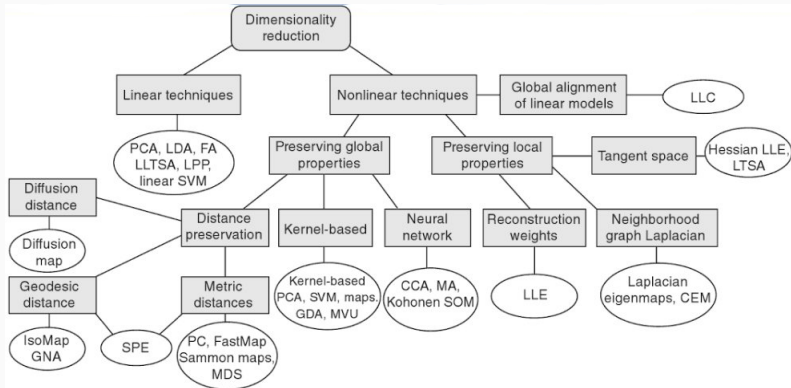 Dimensionality
reduction
Linear techniques
Nonlinear techniques
Global alignment
of linear models
LLC
PCA, LDA, FA
LLTSA, LPP,
linear SVM
Preserving global
properties
Preserving local
properties
Tangent space
Hessian LLE,
LTSA
Diffusion
distance
Distance
preservation
Kernel-based
Neural
network
Reconstruction
weights
Neighborhood
graph Laplacian
Diffusion
map
Geodesic
distance
Metric
distances
Kernel-based
PCA, SVM, maps.
GDA, MVU
CCA, MA,
Kohonen SOM
LLE
Laplacian
eigenmaps, CEM
IsoMap
GNA
SPE
PC, FastMap
Sammon maps,
MDS